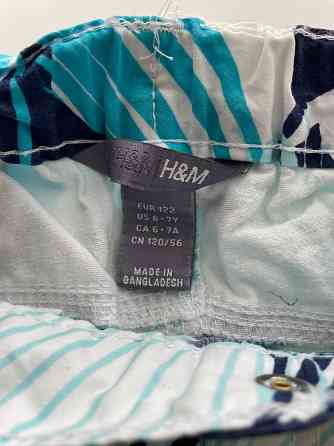 H&M
EUR 122
US 6-7Y
CA 6-7A
CN 120/56
MADE IN
BANGLADESH